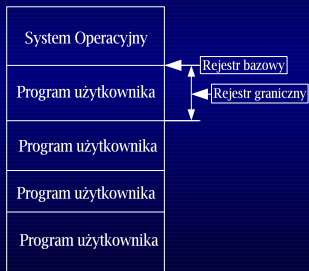 System Operacyjny
Rejestr bazowy
Program użytkownika
Rejestr graniczny
Program użytkownika
Program użytkownika
Program użytkownika